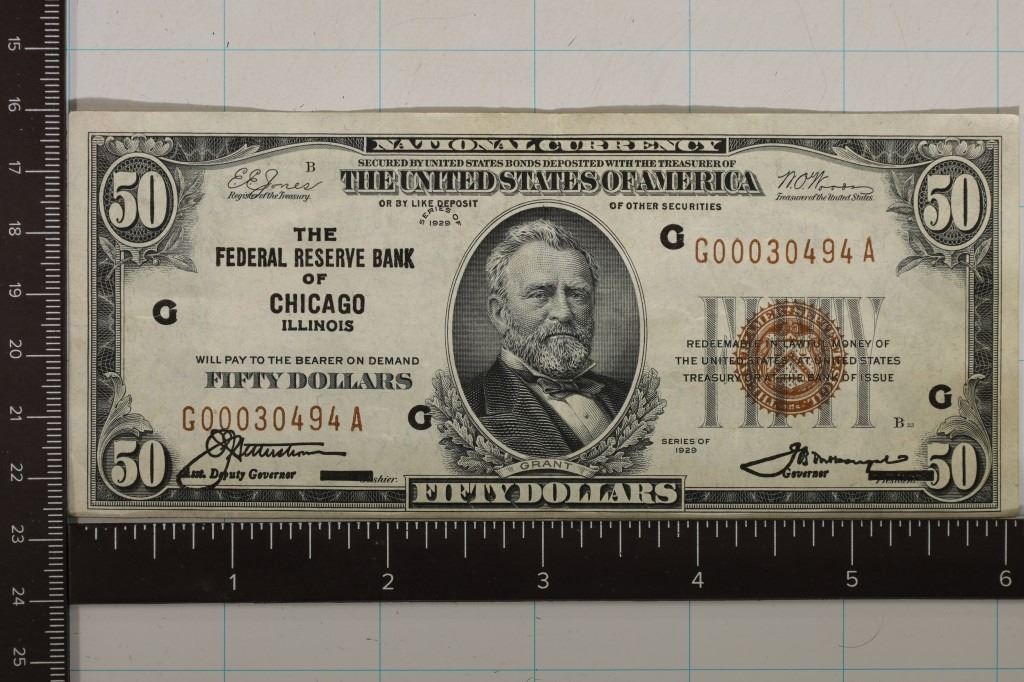 NATIONAL CURRENCY
SECURED BY UNITED STATES BONDS DEPOSITED WITH THE TREASURER OF
THE UNITED STATES OF AMERICA
OR BY LIKE DEPOSIT OF OTHER SECURITIES
SERIES OF
1929
50
50
B
E.E. Jones
Register of the Treasury.
W.O. Woods
Treasurer of the United States.
THE
FEDERAL RESERVE BANK
OF
CHICAGO
ILLINOIS
G
G00030494A
G
FIFTY
REDEEMABLE IN LAWFUL MONEY OF
THE UNITED STATES AT UNITED STATES
TREASURY OR AT THE BANK OF ISSUE
WILL PAY TO THE BEARER ON DEMAND
FIFTY DOLLARS
G00030494A
G
G
B
SERIES OF
1929
GRANT
Asst. Deputy Governor
Cashier.
Governor
President.
50
50
FIFTY DOLLARS
15
16
17
18
19
20
21
22
23
24
25
1 2 3 4 5 6